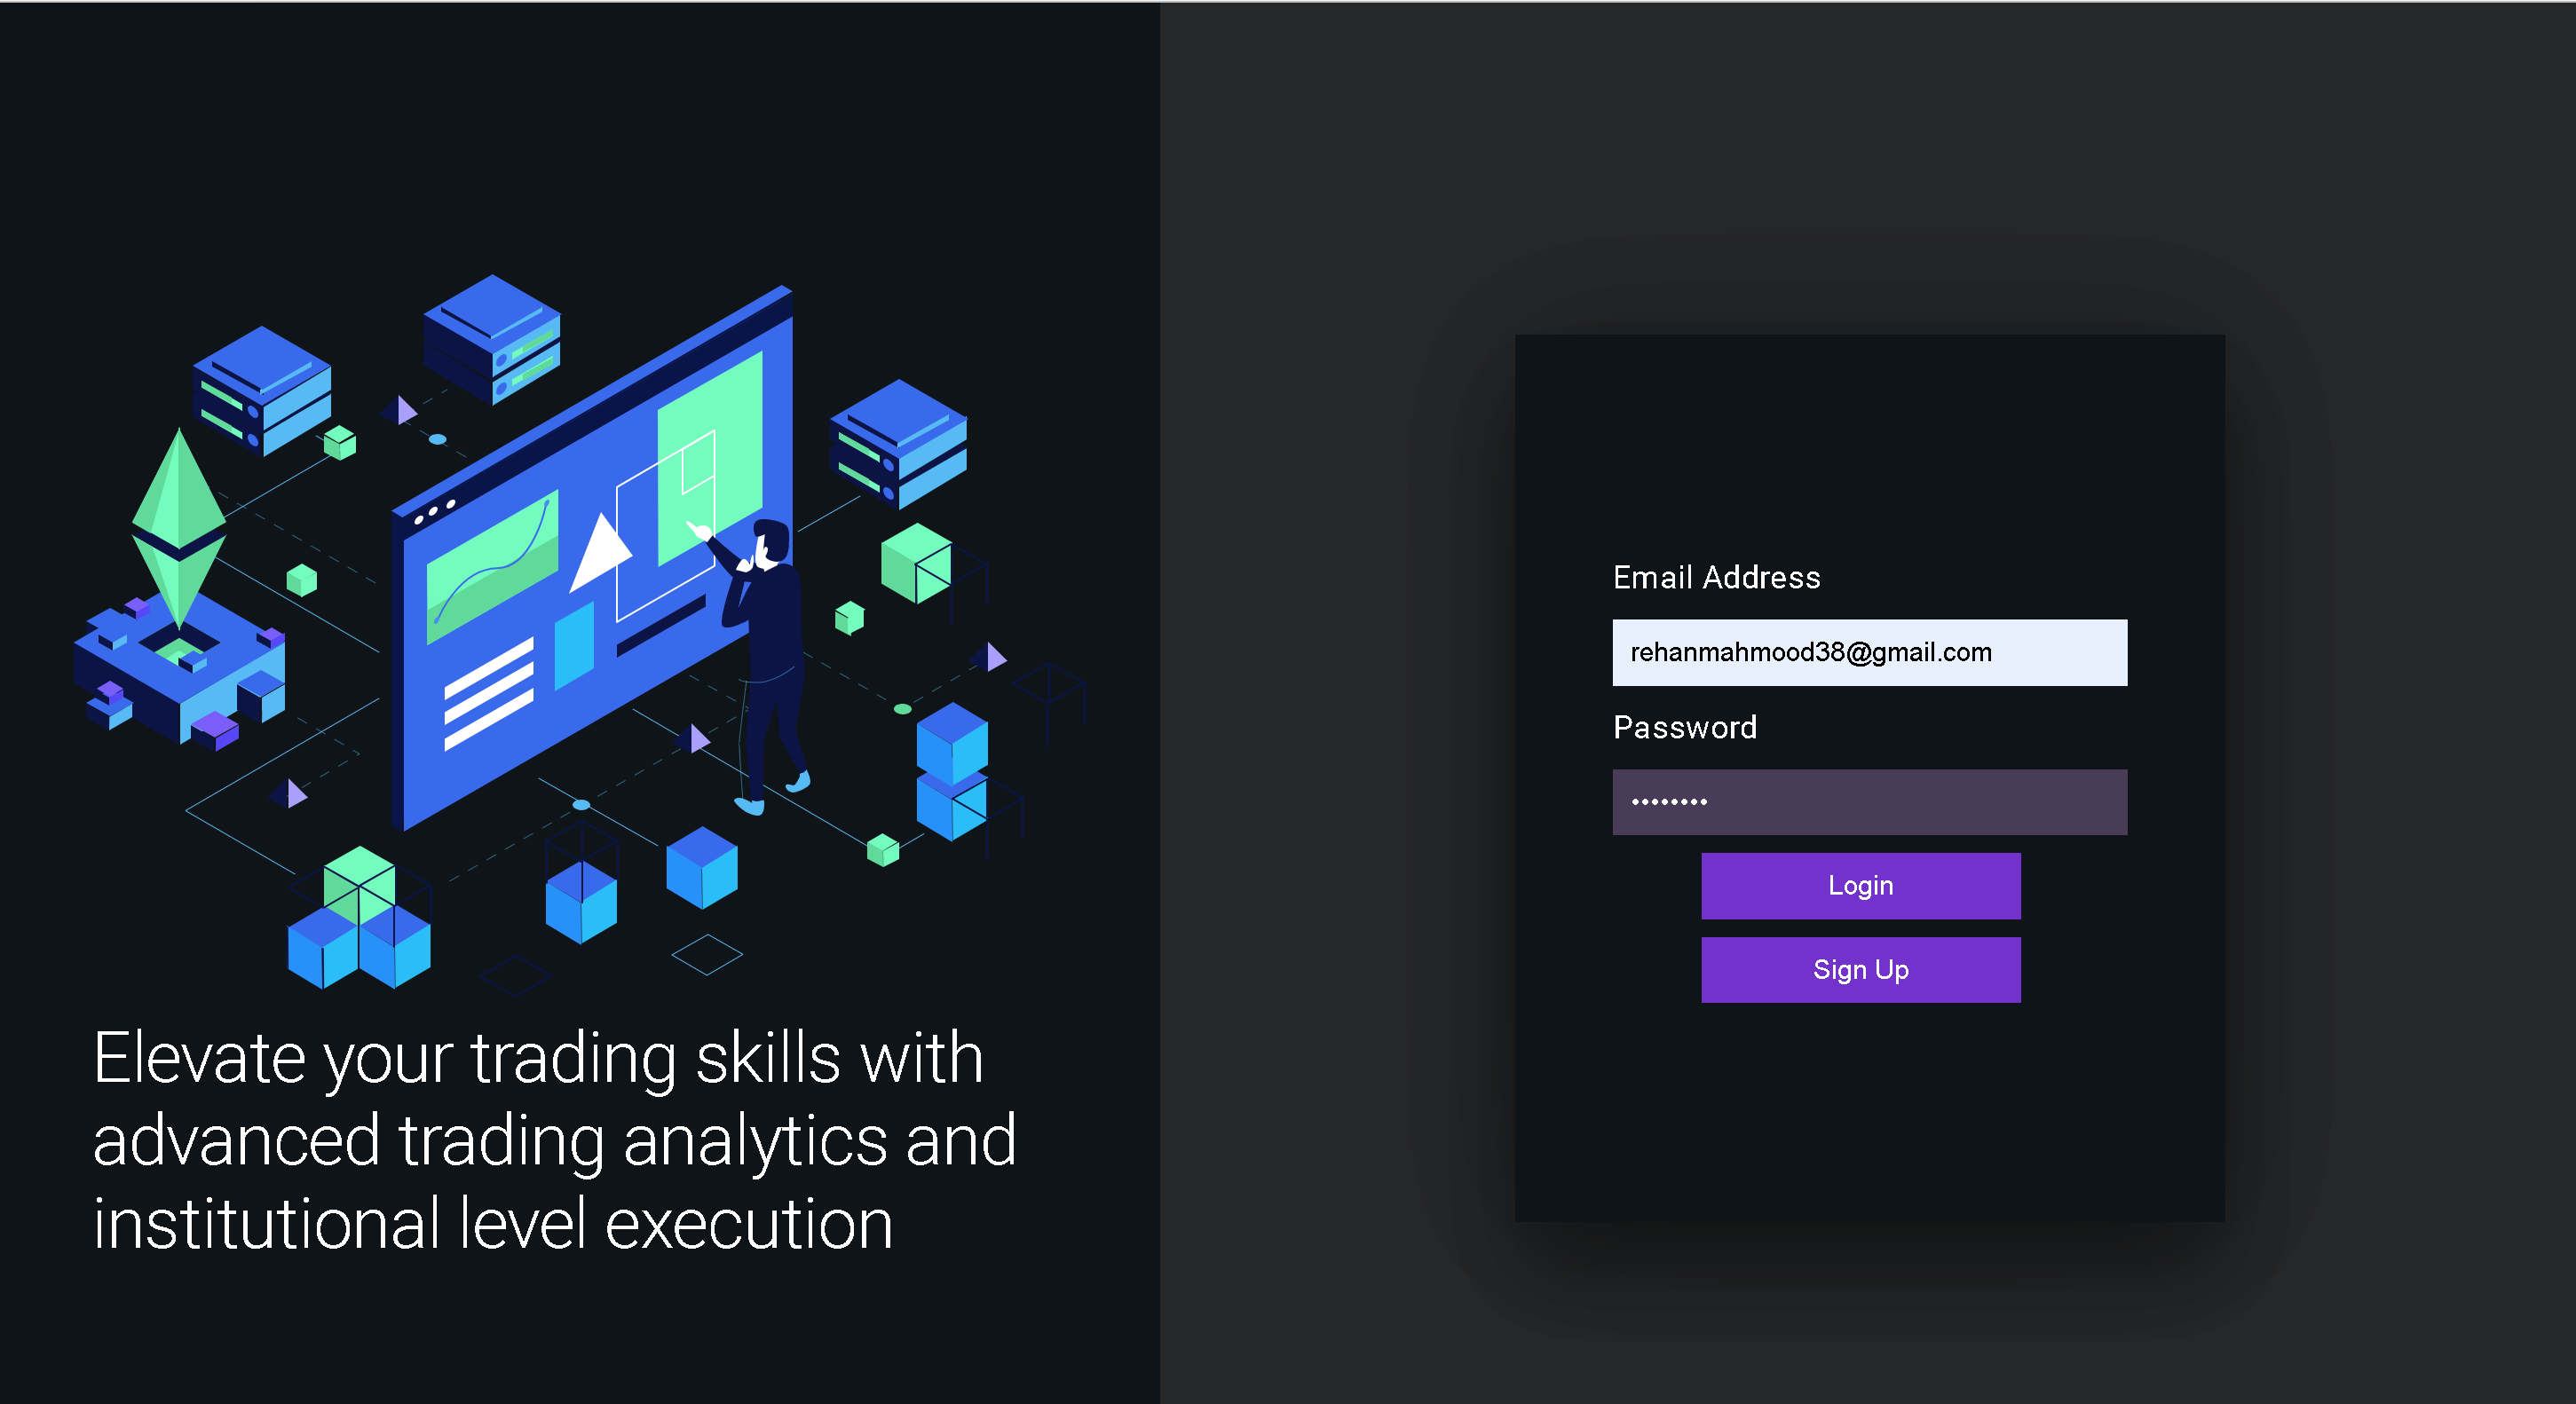 Elevate your trading skills with
advanced trading analytics and
institutional level execution
Email Address
rehanmahmood38@gmail.com
Password
••••••••
Login
Sign Up